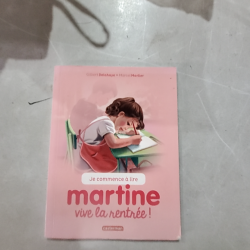 Je commence à lire
martine
vive la rentrée !
casterman